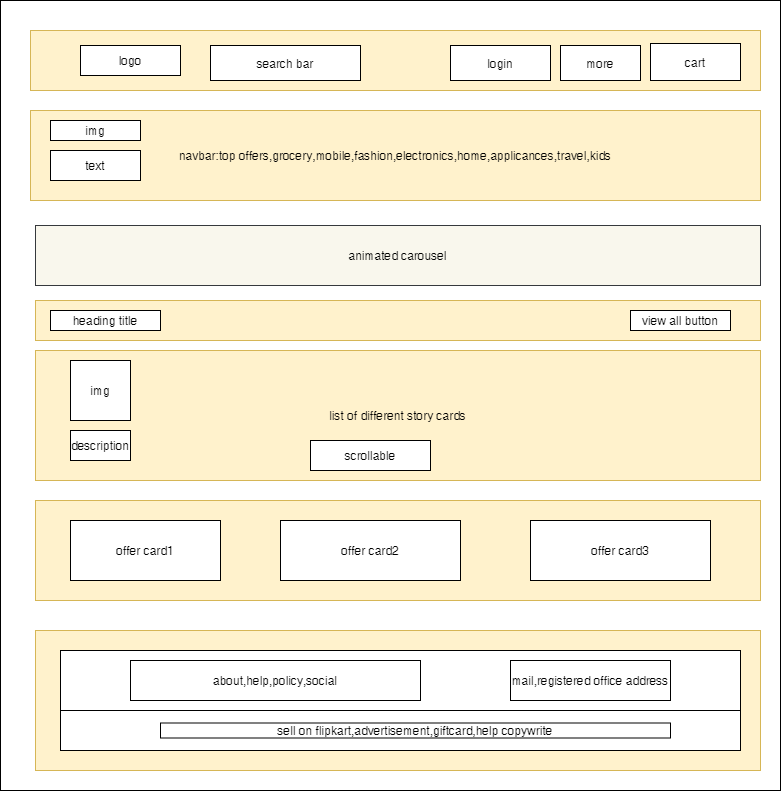 logo
search bar
login
more
cart
img
text
navbar:top offers,grocery,mobile,fashion,electronics,home,applicances,travel,kids
animated carousel
heading title
view all button
img
description
list of different story cards
scrollable
offer card1
offer card2
offer card3
about,help,policy,social
mail,registered office address
sell on flipkart,advertisement,giftcard,help copywrite